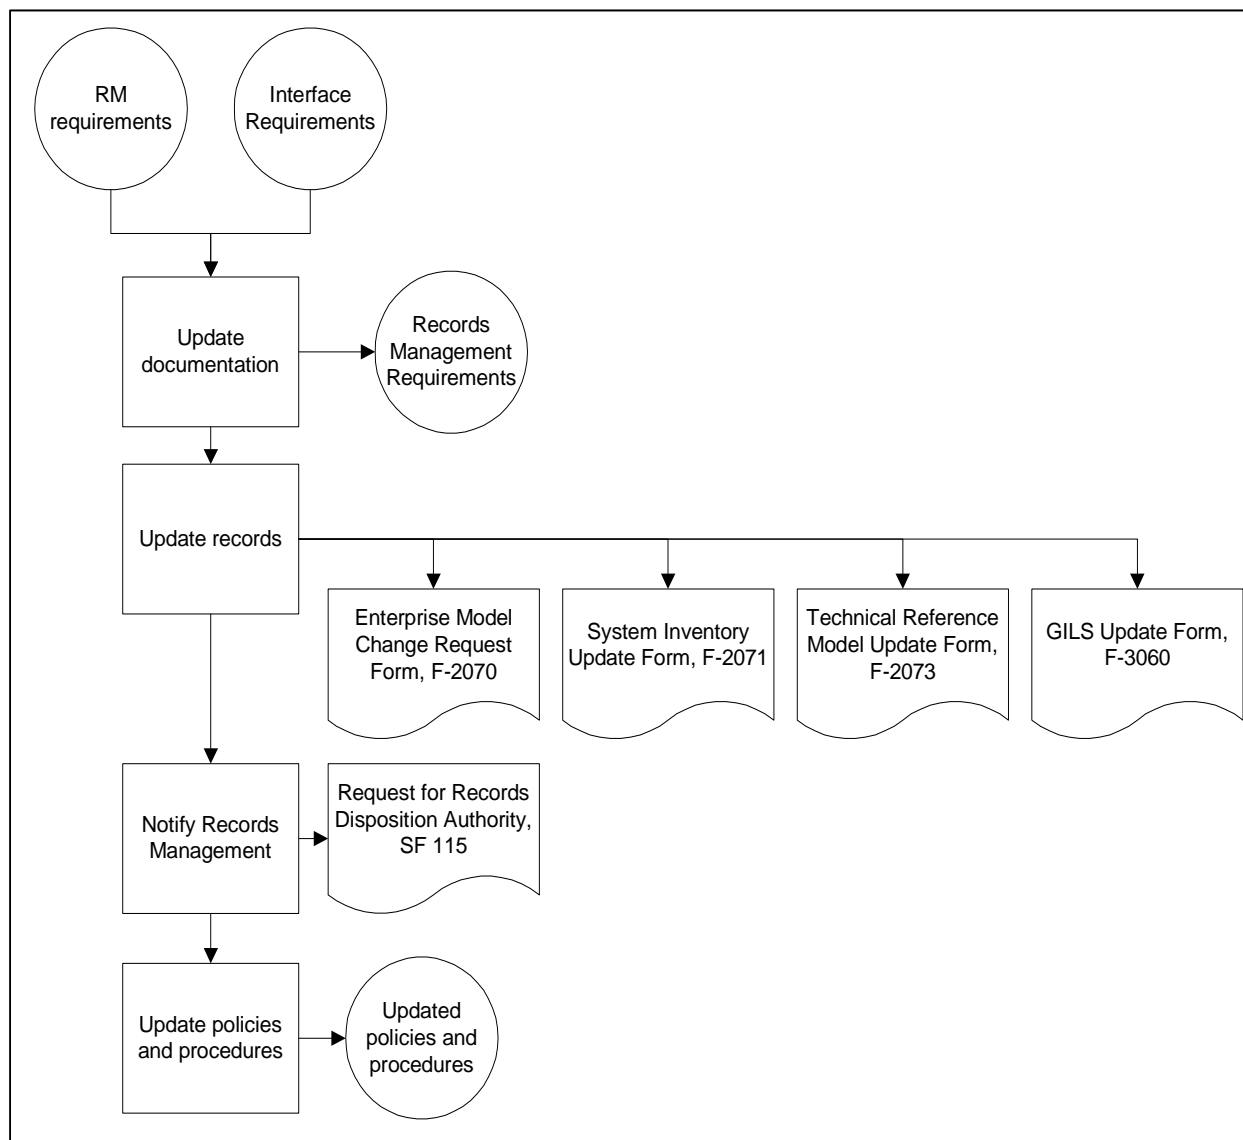 RM
requirements
Interface
Requirements
Update
documentation
Records
Management
Requirements
Update records
Enterprise Model
Change Request
Form, F-2070
System Inventory
Update Form, F-2071
Technical Reference
Model Update Form,
F-2073
GILS Update Form,
F-3060
Notify Records
Management
Request for Records
Disposition Authority,
SF 115
Update policies
and procedures
Updated
policies and
procedures